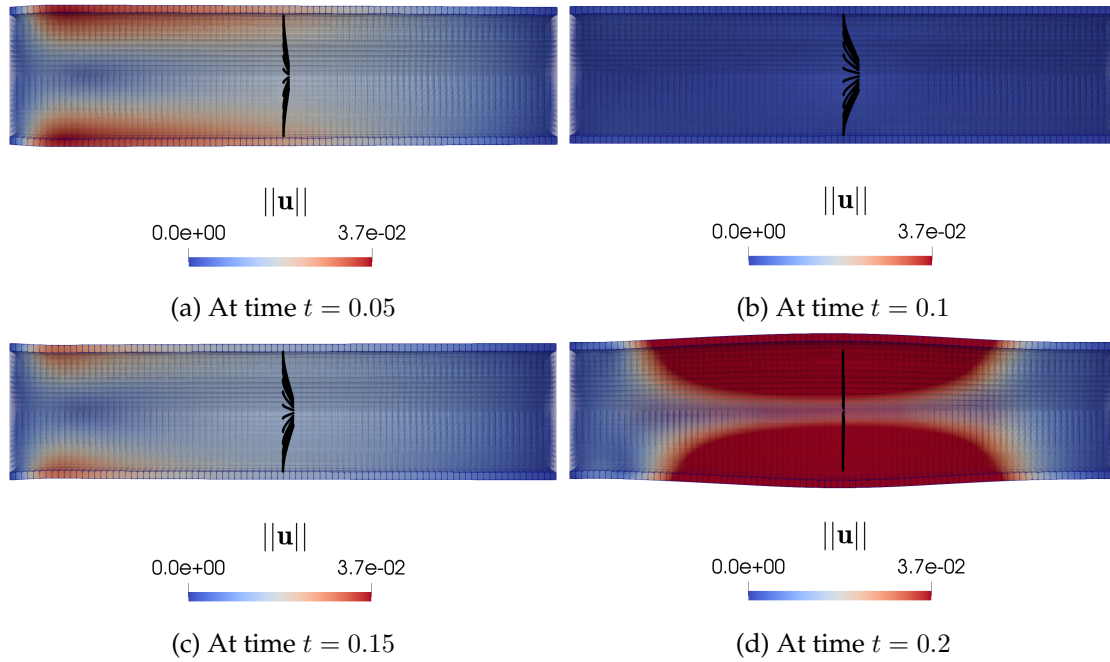 ||u||
0.0e+00 3.7e-02
(a) At time t = 0.05
||u||
0.0e+00 3.7e-02
(b) At time t = 0.1
||u||
0.0e+00 3.7e-02
(c) At time t = 0.15
||u||
0.0e+00 3.7e-02
(d) At time t = 0.2